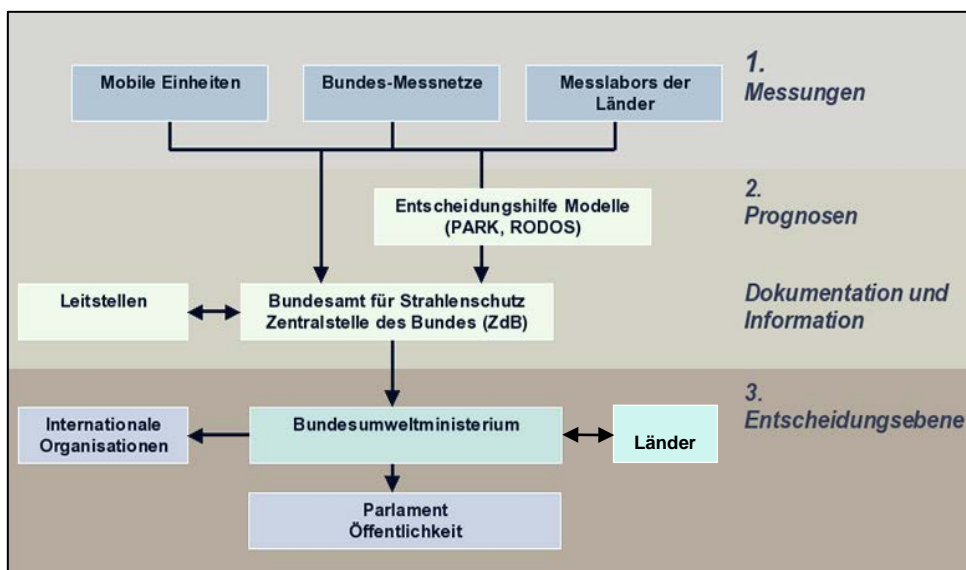 Mobile Einheiten
Bundes-Messnetze
Messlabors der
Länder
1.
Messungen
Entscheidungshilfe Modelle
(PARK, RODOS)
2.
Prognosen
Leitstellen
Bundesamt für Strahlenschutz
Zentralstelle des Bundes (ZdB)
Dokumentation und
Information
3.
Entscheidungsebene
Internationale
Organisationen
Bundesumweltministerium
Länder
Parlament
Öffentlichkeit